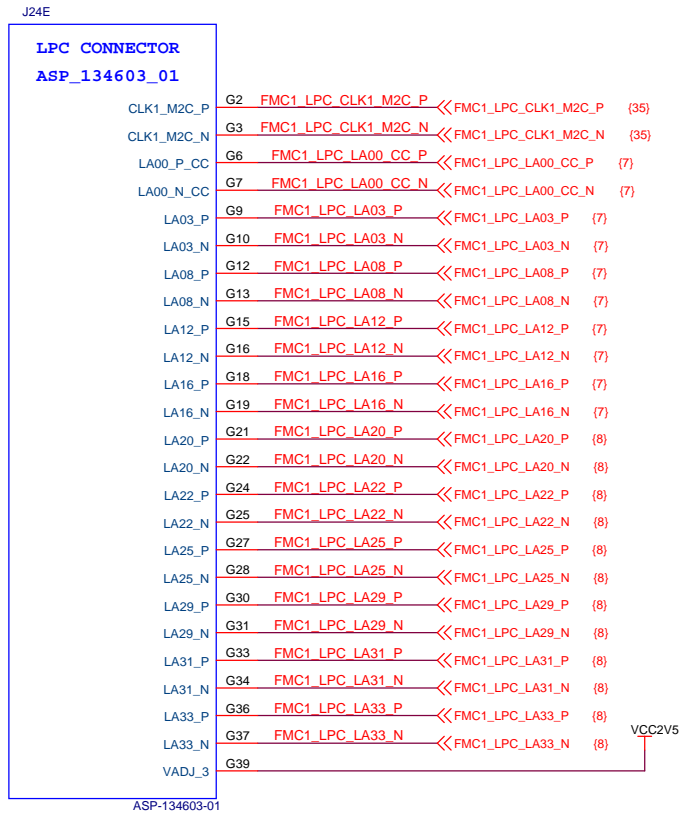 J24E
LPC CONNECTOR
ASP_134603_01
CLK1_M2C_P G2 FMC1_LPC_CLK1_M2C_P FMC1_LPC_CLK1_M2C_P {35}
CLK1_M2C_N G3 FMC1_LPC_CLK1_M2C_N FMC1_LPC_CLK1_M2C_N {35}
LA00_P_CC G6 FMC1_LPC_LA00_CC_P FMC1_LPC_LA00_CC_P {7}
LA00_N_CC G7 FMC1_LPC_LA00_CC_N FMC1_LPC_LA00_CC_N {7}
LA03_P G9 FMC1_LPC_LA03_P FMC1_LPC_LA03_P {7}
LA03_N G10 FMC1_LPC_LA03_N FMC1_LPC_LA03_N {7}
LA08_P G12 FMC1_LPC_LA08_P FMC1_LPC_LA08_P {7}
LA08_N G13 FMC1_LPC_LA08_N FMC1_LPC_LA08_N {7}
LA12_P G15 FMC1_LPC_LA12_P FMC1_LPC_LA12_P {7}
LA12_N G16 FMC1_LPC_LA12_N FMC1_LPC_LA12_N {7}
LA16_P G18 FMC1_LPC_LA16_P FMC1_LPC_LA16_P {7}
LA16_N G19 FMC1_LPC_LA16_N FMC1_LPC_LA16_N {7}
LA20_P G21 FMC1_LPC_LA20_P FMC1_LPC_LA20_P {8}
LA20_N G22 FMC1_LPC_LA20_N FMC1_LPC_LA20_N {8}
LA22_P G24 FMC1_LPC_LA22_P FMC1_LPC_LA22_P {8}
LA22_N G25 FMC1_LPC_LA22_N FMC1_LPC_LA22_N {8}
LA25_P G27 FMC1_LPC_LA25_P FMC1_LPC_LA25_P {8}
LA25_N G28 FMC1_LPC_LA25_N FMC1_LPC_LA25_N {8}
LA29_P G30 FMC1_LPC_LA29_P FMC1_LPC_LA29_P {8}
LA29_N G31 FMC1_LPC_LA29_N FMC1_LPC_LA29_N {8}
LA31_P G33 FMC1_LPC_LA31_P FMC1_LPC_LA31_P {8}
LA31_N G34 FMC1_LPC_LA31_N FMC1_LPC_LA31_N {8}
LA33_P G36 FMC1_LPC_LA33_P FMC1_LPC_LA33_P {8}
LA33_N G37 FMC1_LPC_LA33_N FMC1_LPC_LA33_N {8}
VCC2V5
VADJ_3 G39
ASP-134603-01